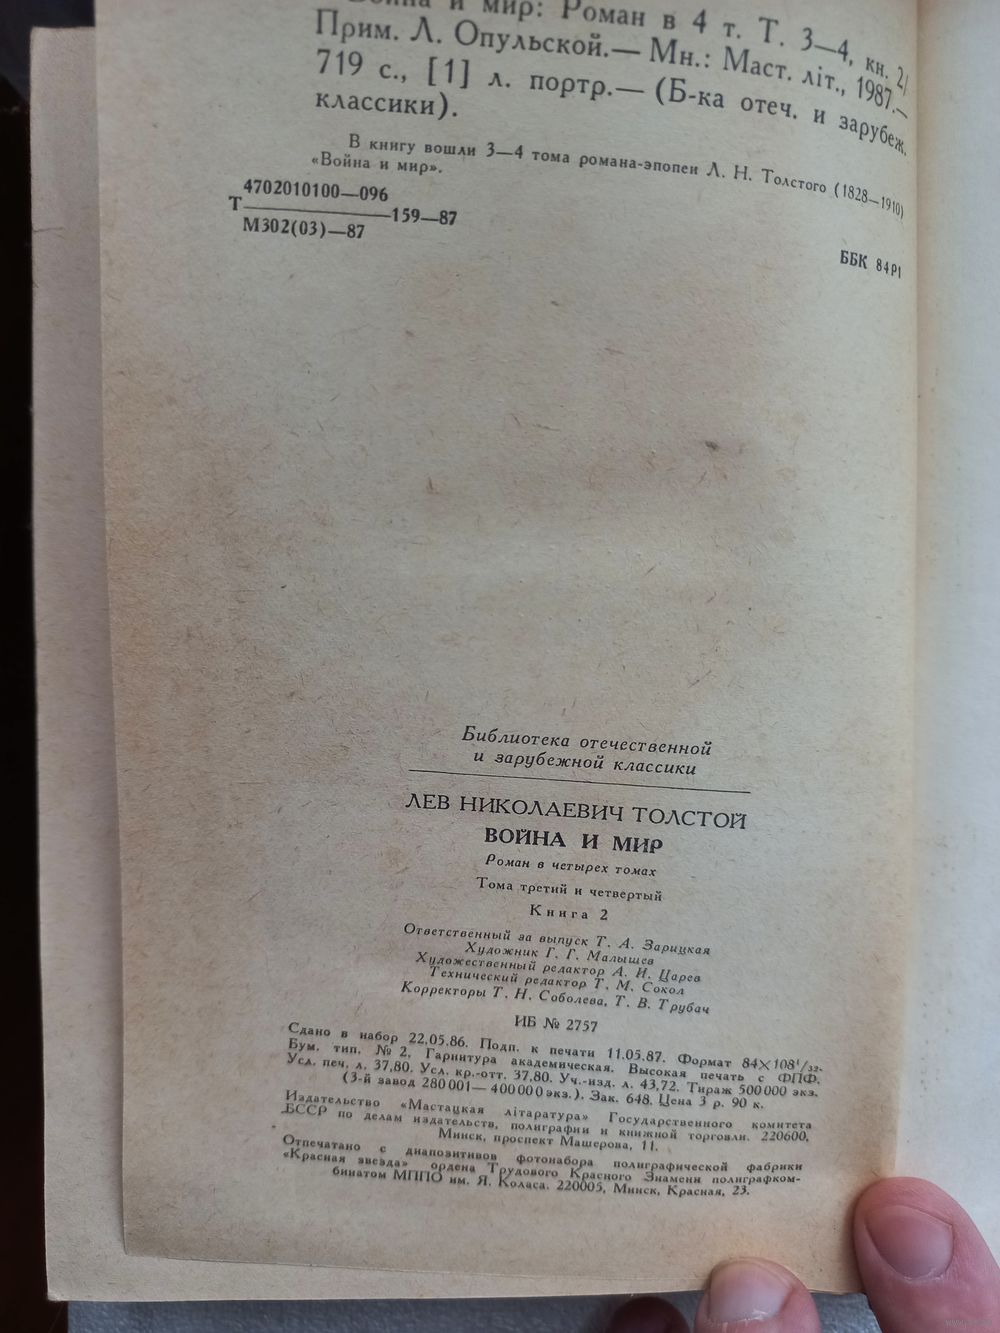 Война и мир: Роман в 4 т. Т. 3—4, кн. 2/
Прим. Л. Опульской.— Мн.: Маст. літ., 1987.—
719 с., [1] л. портр.— (Б-ка отеч. и зарубеж.
классики).
В книгу вошли 3—4 тома романа-эпопеи Л. Н. Толстого (1828—1910)
«Война и мир».
4702010100—096
Т————159—87
М302(03)—87
ББК 84Р1
Библиотека отечественной
и зарубежной классики
ЛЕВ НИКОЛАЕВИЧ ТОЛСТОЙ
ВОЙНА И МИР
Роман в четырех томах
Тома третий и четвертый
Книга 2
Ответственный за выпуск Т. А. Зарицкая
Художник Г. Г. Малышев
Художественный редактор А. И. Царев
Технический редактор Т. М. Сокол
Корректоры Т. Н. Соболева, Т. В. Трубач
ИБ № 2757
Сдано в набор 22.05.86. Подп. к печати 11.05.87. Формат 84×108¹/₃₂.
Бум. тип. № 2. Гарнитура академическая. Высокая печать с ФПФ.
Усл. печ. л. 37,80. Усл. кр.-отт. 37,80. Уч.-изд. л. 43,72. Тираж 500 000 экз.
(3-й завод 280 001— 400 000 экз.). Зак. 648. Цена 3 р. 90 к.
Издательство «Мастацкая літаратура» Государственного комитета
БССР по делам издательств, полиграфии и книжной торговли. 220600,
Минск, проспект Машерова, 11.
Отпечатано с диапозитивов фотонабора полиграфической фабрики
«Красная звезда» ордена Трудового Красного Знамени полиграфком-
бинатом МППО им. Я. Коласа. 220005, Минск, Красная, 23.